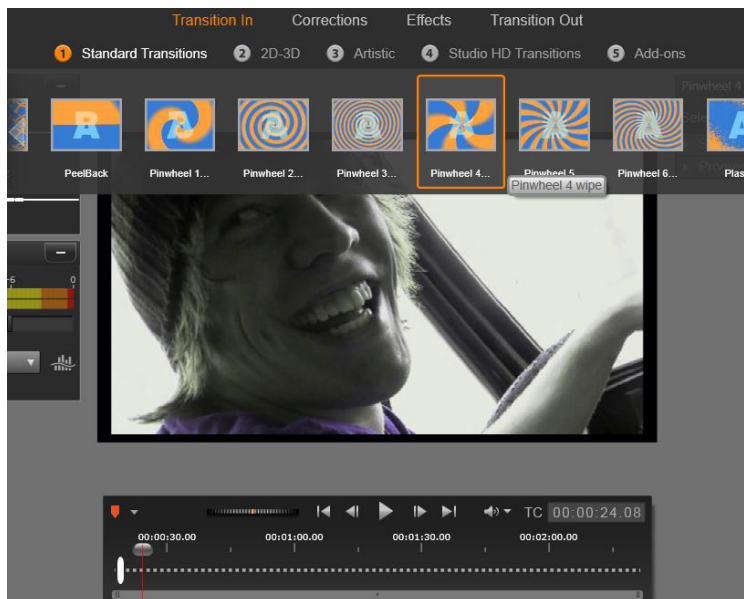 Transition In Corrections Effects Transition Out
1 Standard Transitions 2 2D-3D 3 Artistic 4 Studio HD Transitions 5 Add-ons
Pinwheel 4
PeelBack Pinwheel 1... Pinwheel 2... Pinwheel 3... Pinwheel 4... Pinwheel 5 Pinwheel 6... Plas
Pinwheel 4 wipe
-6 0
TC 00:00:24.08
00:00:30.00 00:01:00.00 00:01:30.00 00:02:00.00